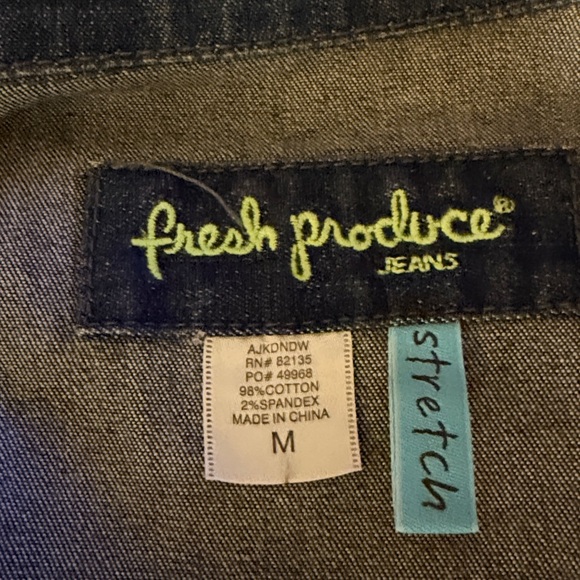 fresh produce®
JEANS
AJKDNDW
RN# 82135
PO# 49968
98%COTTON
2%SPANDEX
MADE IN CHINA
M
stretch